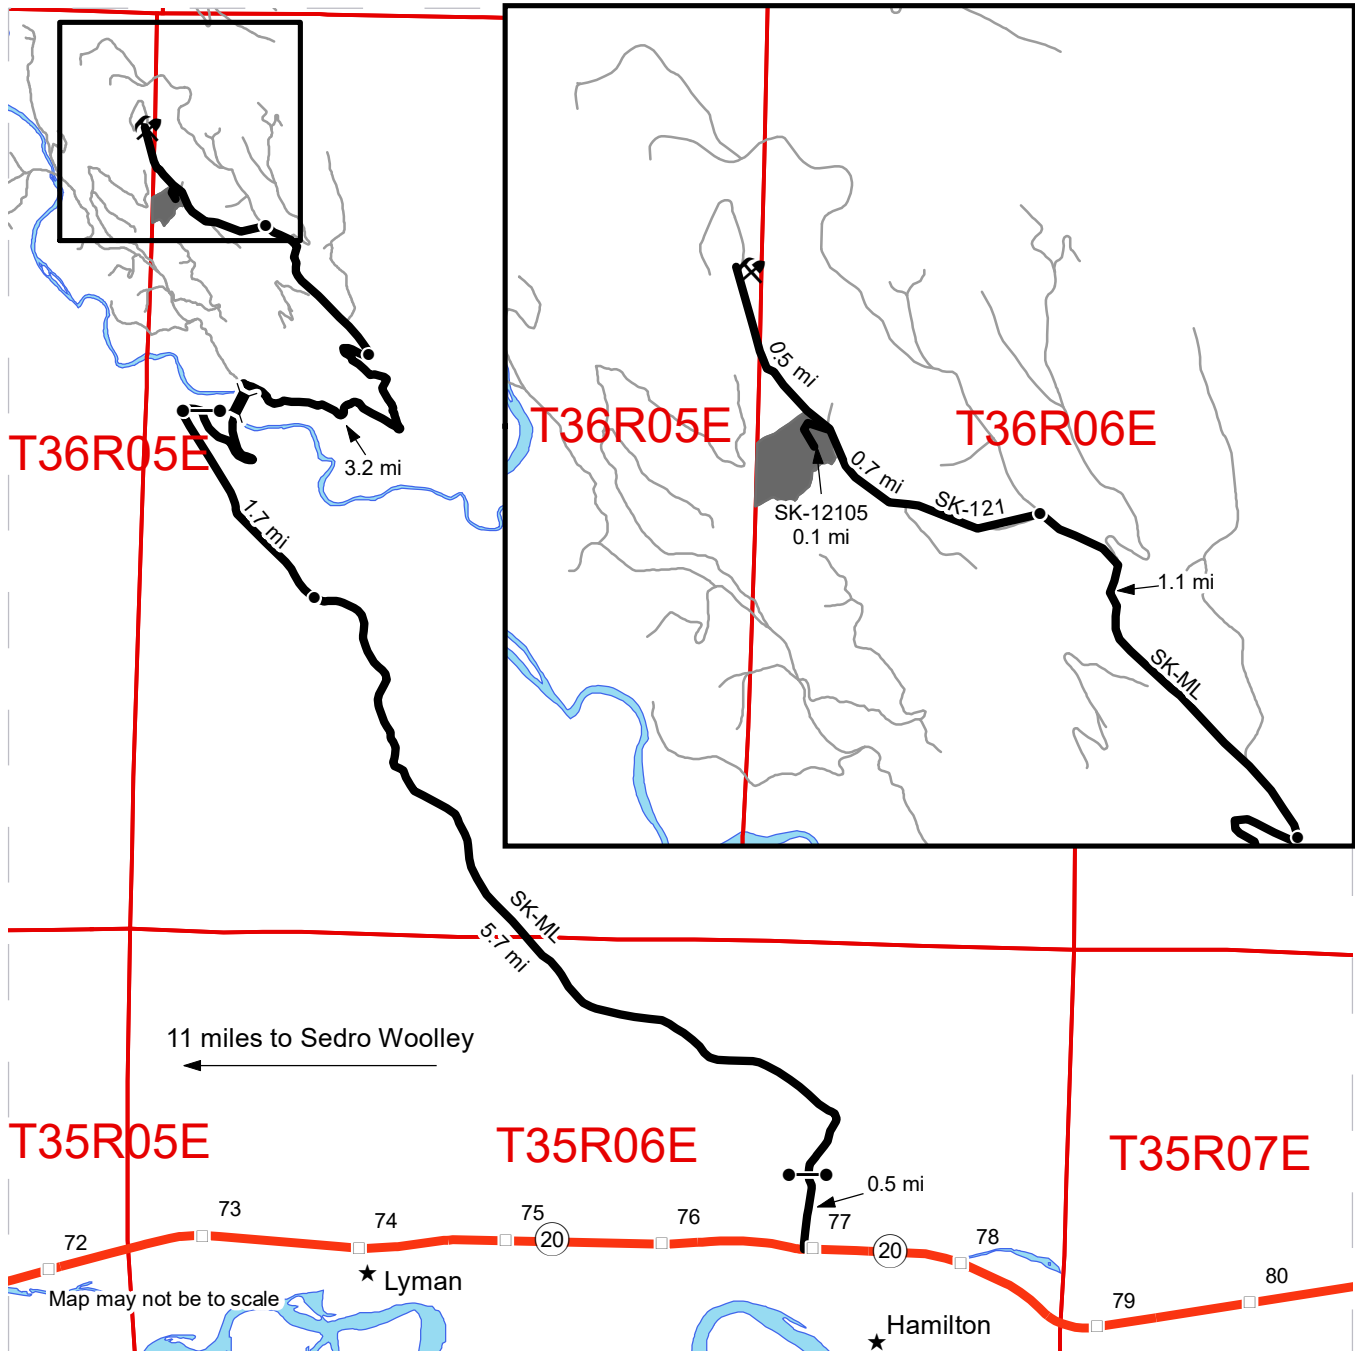 T36R05E
3.2 mi
1.7 mi
0.5 mi
T36R05E
T36R06E
0.7 mi
SK-121
SK-12105
0.1 mi
1.1 mi
SK-ML
SK-ML
5.7 mi
11 miles to Sedro Woolley
T35R05E
T35R06E
T35R07E
0.5 mi
72
73
74
75
20
76
77
20
78
79
80
Lyman
Map may not be to scale
Hamilton